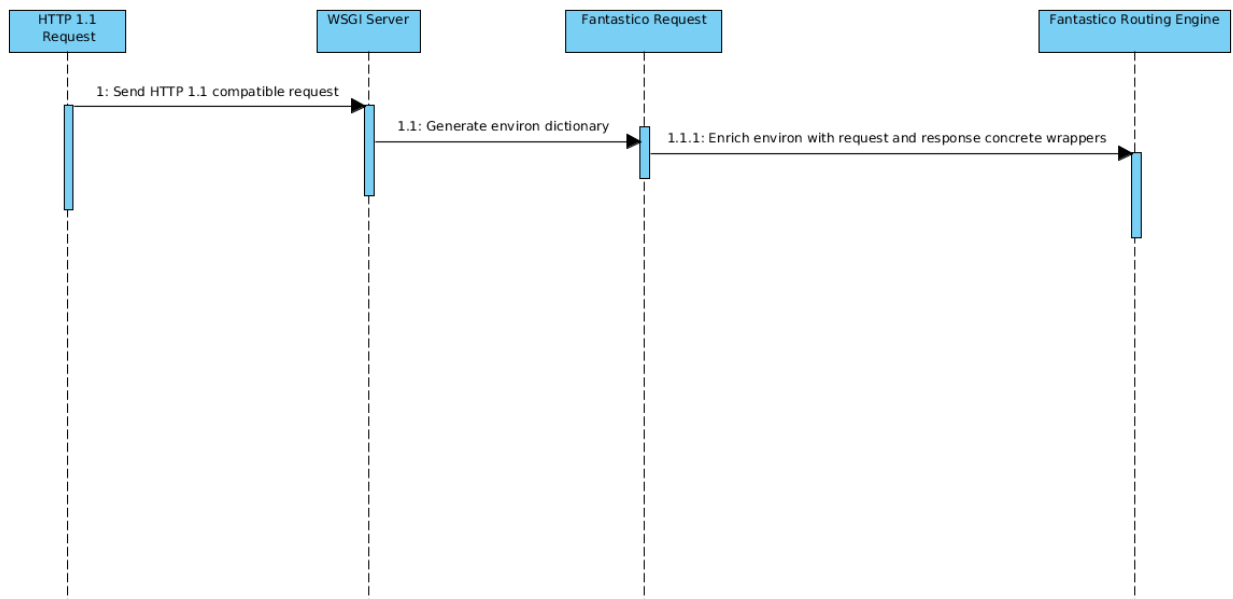 HTTP 1.1
Request
WSGI Server
Fantastico Request
Fantastico Routing Engine
1: Send HTTP 1.1 compatible request
1.1: Generate environ dictionary
1.1.1: Enrich environ with request and response concrete wrappers